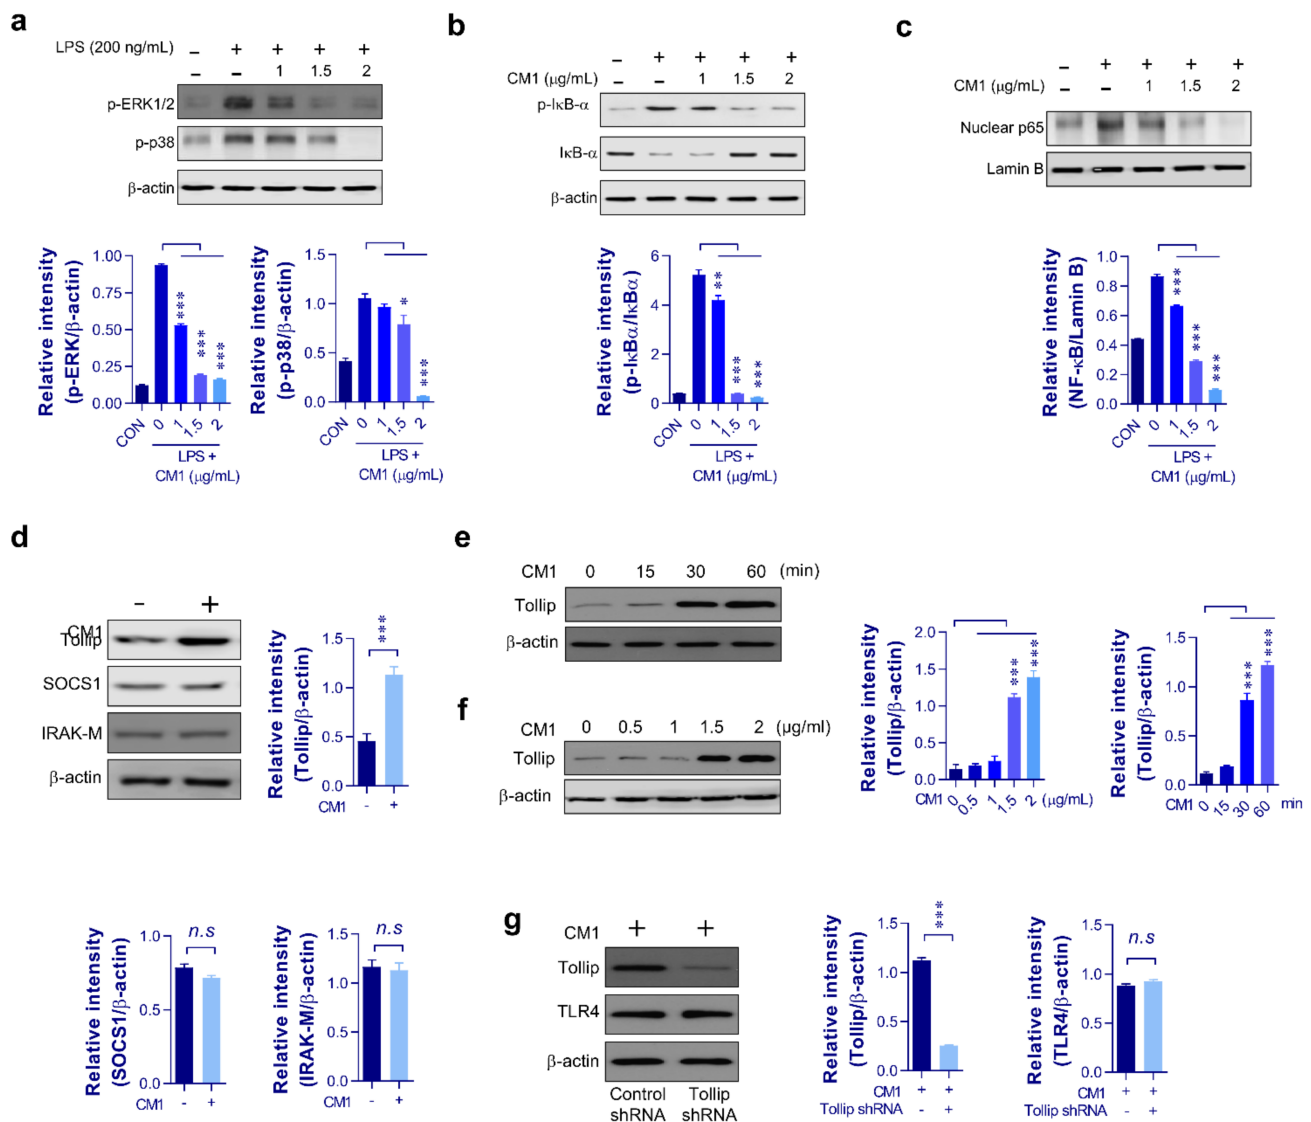 a
LPS (200 ng/mL) – + + + +
– – 1 1.5 2
p-ERK1/2
p-p38
β-actin
Relative intensity
(p-ERK/β-actin)
1.00
0.75
0.50
0.25
0.00
***
***
***
CON 0 1 1.5 2
LPS +
CM1 (μg/mL)
Relative intensity
(p-p38/β-actin)
1.5
1.0
0.5
0.0
*
***
CON 0 1 1.5 2
LPS +
CM1 (μg/mL)
b
– + + + +
CM1 (μg/mL) – – 1 1.5 2
p-IκB-α
IκB-α
β-actin
Relative intensity
(p-IκBα/IκBα)
6
4
2
0
**
***
***
CON 0 1 1.5 2
LPS +
CM1 (μg/mL)
c
– + + + +
CM1 (μg/mL) – – 1 1.5 2
Nuclear p65
Lamin B
Relative intensity
(NF-κB/Lamin B)
1.0
0.8
0.6
0.4
0.2
0.0
***
***
***
CON 0 1 1.5 2
LPS +
CM1 (μg/mL)
d
– +
CM1
Tollip
SOCS1
IRAK-M
β-actin
Relative intensity
(Tollip/β-actin)
1.5
1.0
0.5
0.0
***
CM1 - +
e
CM1 0 15 30 60 (min)
Tollip
β-actin
f
CM1 0 0.5 1 1.5 2 (μg/ml)
Tollip
β-actin
Relative intensity
(Tollip/β-actin)
2.0
1.5
1.0
0.5
0.0
***
***
CM1 0 0.5 1 1.5 2 (μg/mL)
Relative intensity
(Tollip/β-actin)
1.5
1.0
0.5
0.0
***
***
CM1 0 15 30 60 min
Relative intensity
(SOCS1/β-actin)
1.0
0.5
0.0
n.s
CM1 - +
Relative intensity
(IRAK-M/β-actin)
1.5
1.0
0.5
0.0
n.s
CM1 - +
g
CM1 + +
Tollip
TLR4
β-actin
Control Tollip
shRNA shRNA
Relative intensity
(Tollip/β-actin)
1.5
1.0
0.5
0.0
***
CM1 + +
Tollip shRNA - +
Relative intensity
(TLR4/β-actin)
1.5
1.0
0.5
0.0
n.s
CM1 + +
Tollip shRNA - +